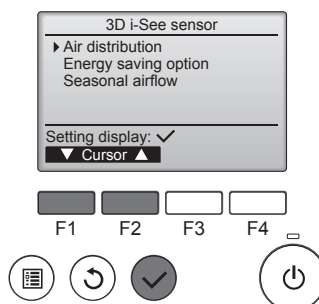 3D i-See sensor
Air distribution
Energy saving option
Seasonal airflow
Setting display:
Cursor
F1 F2 F3 F4